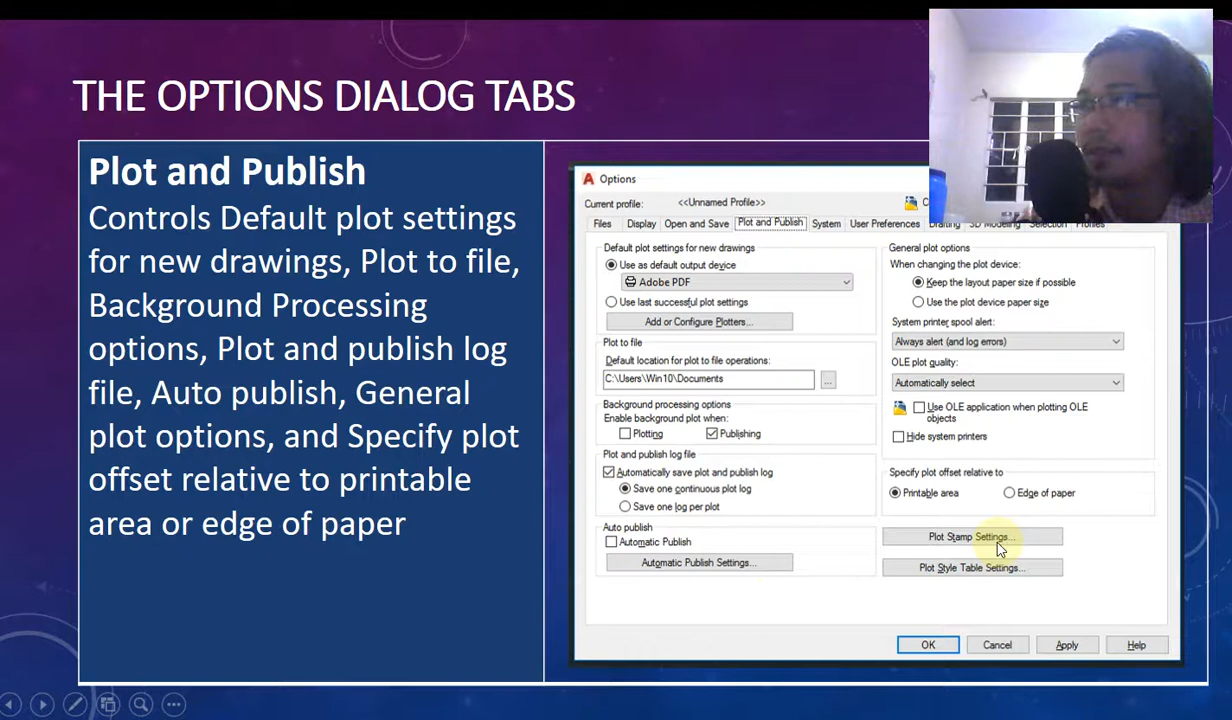 THE OPTIONS DIALOG TABS
Plot and Publish
Controls Default plot settings
for new drawings, Plot to file,
Background Processing
options, Plot and publish log
file, Auto publish, General
plot options, and Specify plot
offset relative to printable
area or edge of paper
Options
Current profile: <<Unnamed Profile>>
Files Display Open and Save Plot and Publish System User Preferences Drafting 3D Modeling Selection Profiles
Default plot settings for new drawings
Use as default output device
Adobe PDF
Use last successful plot settings
Add or Configure Plotters...
Plot to file
Default location for plot to file operations:
C:\Users\Win10\Documents
...
Background processing options
Enable background plot when:
Plotting Publishing
Plot and publish log file
Automatically save plot and publish log
Save one continuous plot log
Save one log per plot
Auto publish
Automatic Publish
Automatic Publish Settings...
General plot options
When changing the plot device:
Keep the layout paper size if possible
Use the plot device paper size
System printer spool alert:
Always alert (and log errors)
OLE plot quality:
Automatically select
Use OLE application when plotting OLE
objects
Hide system printers
Specify plot offset relative to
Printable area Edge of paper
Plot Stamp Settings...
Plot Style Table Settings...
OK Cancel Apply Help